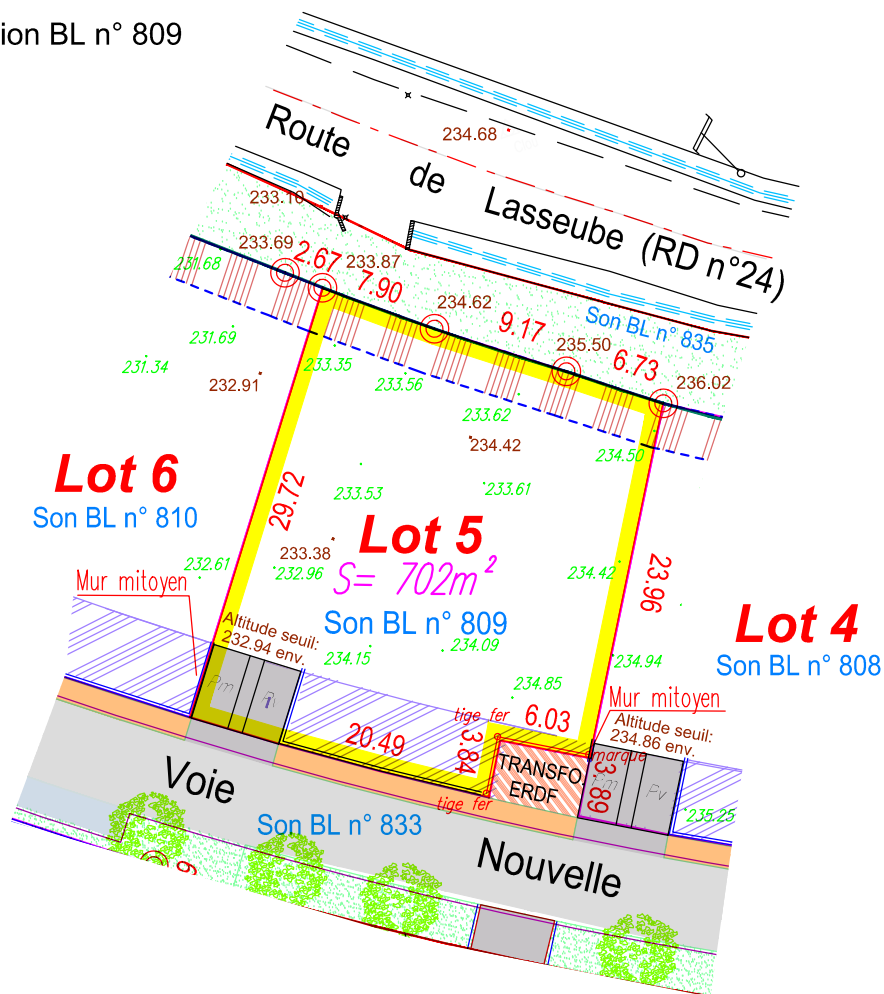 ion BL n° 809
234.68
Route de Lasseube (RD n°24)
233.10
233.69
2.67
233.87
231.68
7.90
234.62
9.17
Son BL n° 835
235.50
6.73
236.02
231.69
231.34
232.91
233.35
233.56
233.62
234.42
234.50
Lot 6
Son BL n° 810
29.72
233.53
233.61
Lot 5
S= 702m²
Son BL n° 809
233.38
232.96
232.61
234.42
23.96
Lot 4
Son BL n° 808
Mur mitoyen
Altitude seuil:
232.94 env.
234.15
234.09
234.94
234.85
Mur mitoyen
Altitude seuil:
234.86 env.
Pm
tige fer
6.03
20.49
3.84
marque
TRANSFO.
ERDF
3.89
Pm
Pv
tige fer
235.25
Voie
Nouvelle
Son BL n° 833